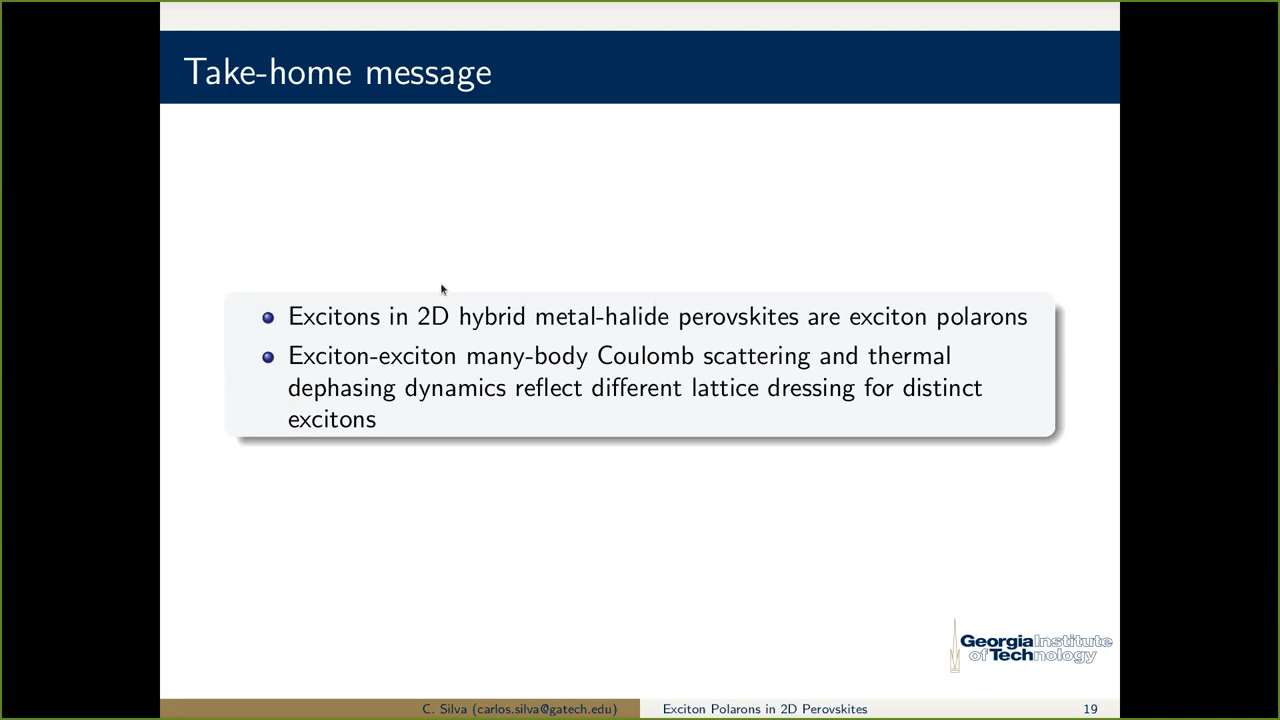 Take-home message
Excitons in 2D hybrid metal-halide perovskites are exciton polarons
Exciton-exciton many-body Coulomb scattering and thermal
dephasing dynamics reflect different lattice dressing for distinct
excitons
Georgia Institute
of Technology
C. Silva (carlos.silva@gatech.edu)
Exciton Polarons in 2D Perovskites
19